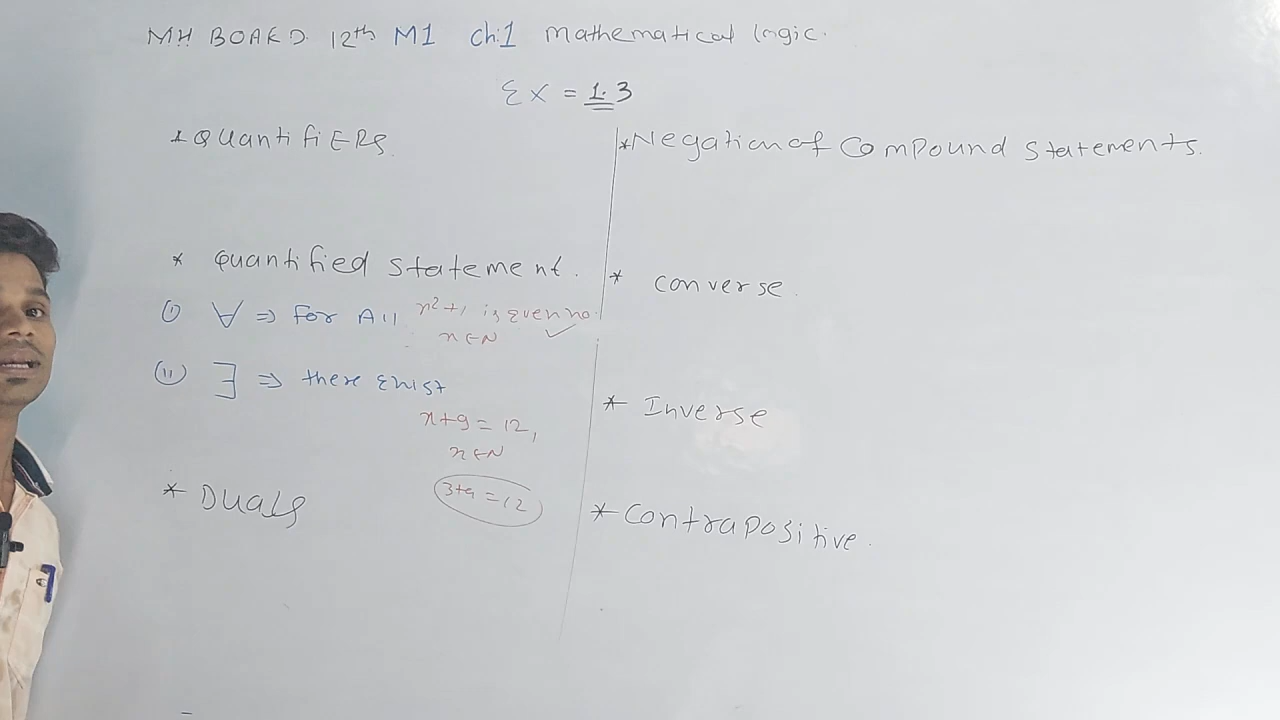 MH BOARD 12th M1 Ch:1 Mathematical logic.
Ex = 1.3
* QUantifiERS.
* Quantified statement.
(i) ∀ ⇒ For All x²+1 is even no.
x∈N ✓
(ii) ∃ ⇒ there Exist
x+9 = 12,
x∈N
3+9 = 12
* DUALS
* Negation of Compound statements.
* converse.
* Inverse
* Contrapositive.